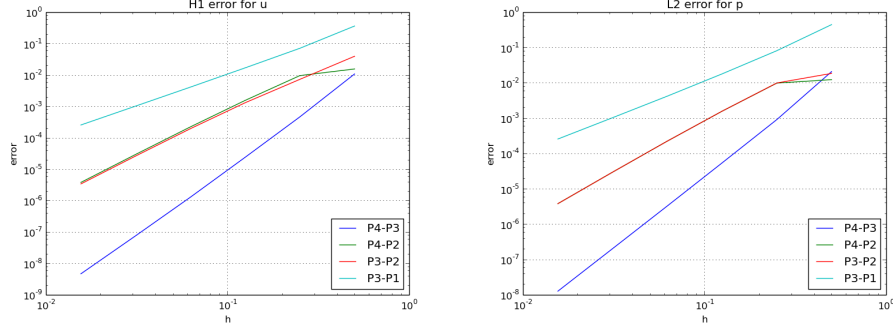 H1 error for u
10^0
10^-1
10^-2
10^-3
10^-4
10^-5
10^-6
10^-7
10^-8
10^-9
error
P4-P3
P4-P2
P3-P2
P3-P1
10^-2
10^-1
10^0
h
L2 error for p
10^0
10^-1
10^-2
10^-3
10^-4
10^-5
10^-6
10^-7
10^-8
error
P4-P3
P4-P2
P3-P2
P3-P1
10^-2
10^-1
10^0
h